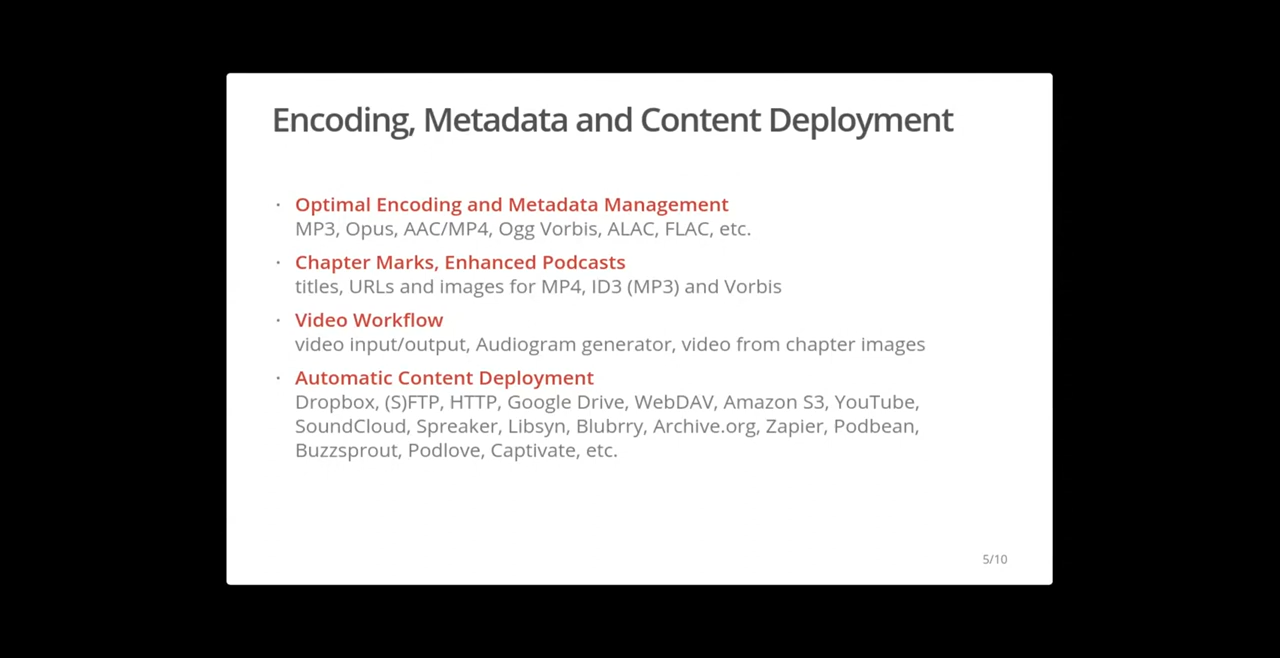 Encoding, Metadata and Content Deployment
· Optimal Encoding and Metadata Management
MP3, Opus, AAC/MP4, Ogg Vorbis, ALAC, FLAC, etc.
· Chapter Marks, Enhanced Podcasts
titles, URLs and images for MP4, ID3 (MP3) and Vorbis
· Video Workflow
video input/output, Audiogram generator, video from chapter images
· Automatic Content Deployment
Dropbox, (S)FTP, HTTP, Google Drive, WebDAV, Amazon S3, YouTube,
SoundCloud, Spreaker, Libsyn, Blubrry, Archive.org, Zapier, Podbean,
Buzzsprout, Podlove, Captivate, etc.
5/10